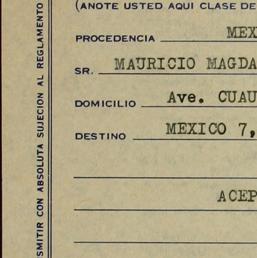 (ANOTE USTED AQUI CLASE DE
PROCEDENCIA MEX
SR. MAURICIO MAGDA
DOMICILIO Ave. CUAU
DESTINO MEXICO 7,
ACEP
SMITIR CON ABSOLUTA SUJECION AL REGLAMENTO